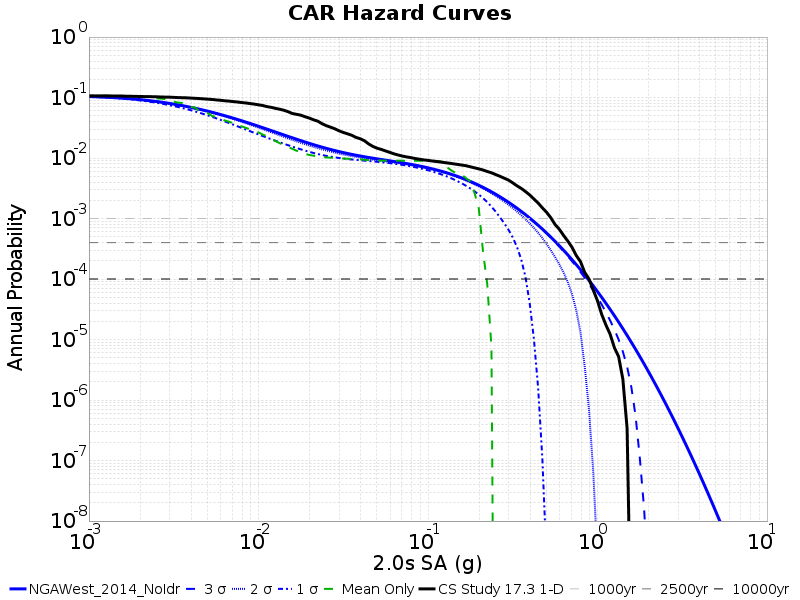 CAR Hazard Curves
Annual Probability
10^0
10^-1
10^-2
10^-3
10^-4
10^-5
10^-6
10^-7
10^-8
10^-3 10^-2 10^-1 10^0 10^1
2.0s SA (g)
NGAWest_2014_NoIdr 3 σ 2 σ 1 σ Mean Only CS Study 17.3 1-D 1000yr 2500yr 10000yr